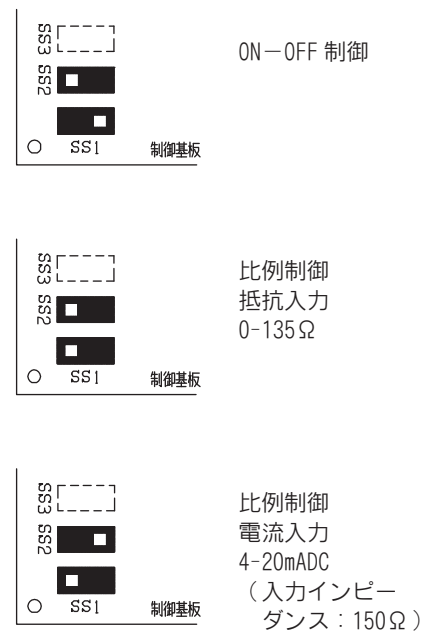 SS3
SS2
SS1
制御基板
ON－OFF 制御
SS3
SS2
SS1
制御基板
比例制御
抵抗入力
0-135Ω
SS3
SS2
SS1
制御基板
比例制御
電流入力
4-20mADC
（入力インピー
ダンス：150Ω）